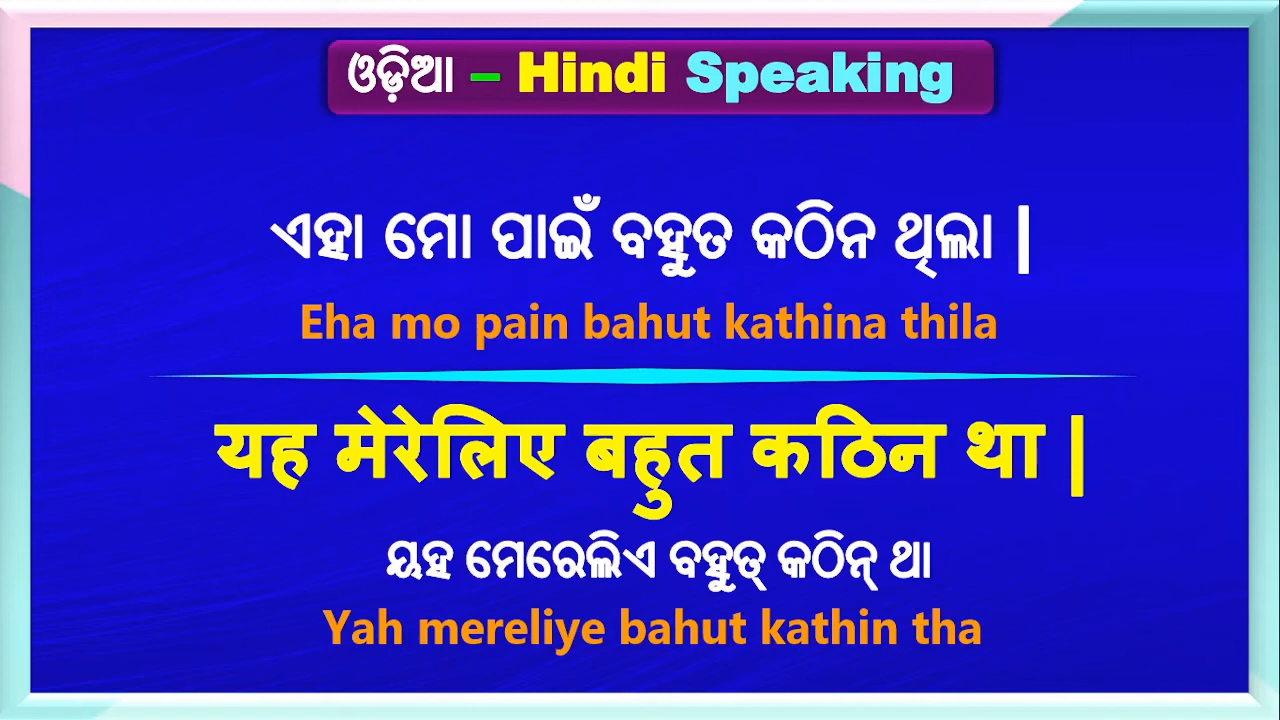 ଓଡ଼ିଆ – Hindi Speaking
ଏହା ମୋ ପାଇଁ ବହୁତ କଠିନ ଥିଲା |
Eha mo pain bahut kathina thila
यह मेरेलिए बहुत कठिन था |
ୟହ ମେରେଲିଏ ବହୁତ୍ କଠିନ୍ ଥା
Yah mereliye bahut kathin tha